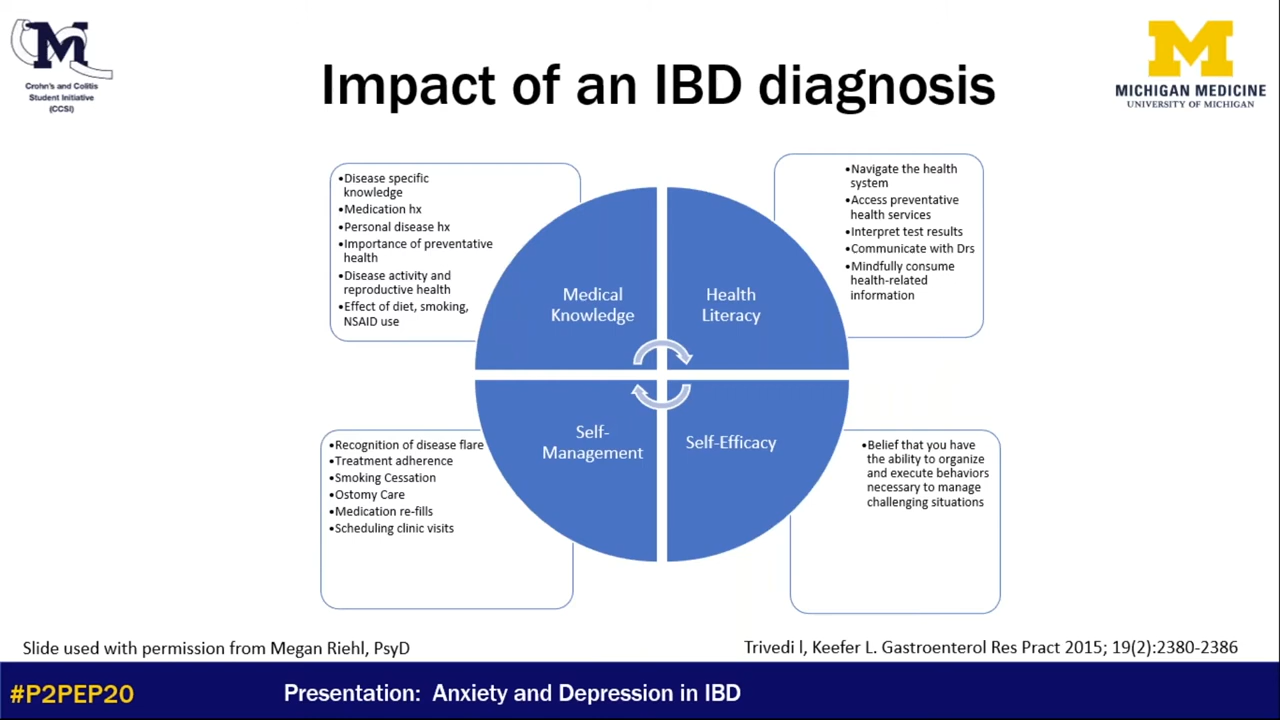 M
Crohn's and Colitis
Student Initiative
(CCSI)
Impact of an IBD diagnosis
M
MICHIGAN MEDICINE
UNIVERSITY OF MICHIGAN
•Disease specific
knowledge
•Medication hx
•Personal disease hx
•Importance of preventative
health
•Disease activity and
reproductive health
•Effect of diet, smoking,
NSAID use
•Navigate the health
system
•Access preventative
health services
•Interpret test results
•Communicate with Drs
•Mindfully consume
health-related
information
Medical
Knowledge
Health
Literacy
Self-
Management
Self-Efficacy
•Recognition of disease flare
•Treatment adherence
•Smoking Cessation
•Ostomy Care
•Medication re-fills
•Scheduling clinic visits
•Belief that you have
the ability to organize
and execute behaviors
necessary to manage
challenging situations
Slide used with permission from Megan Riehl, PsyD
Trivedi l, Keefer L. Gastroenterol Res Pract 2015; 19(2):2380-2386
#P2PEP20
Presentation: Anxiety and Depression in IBD